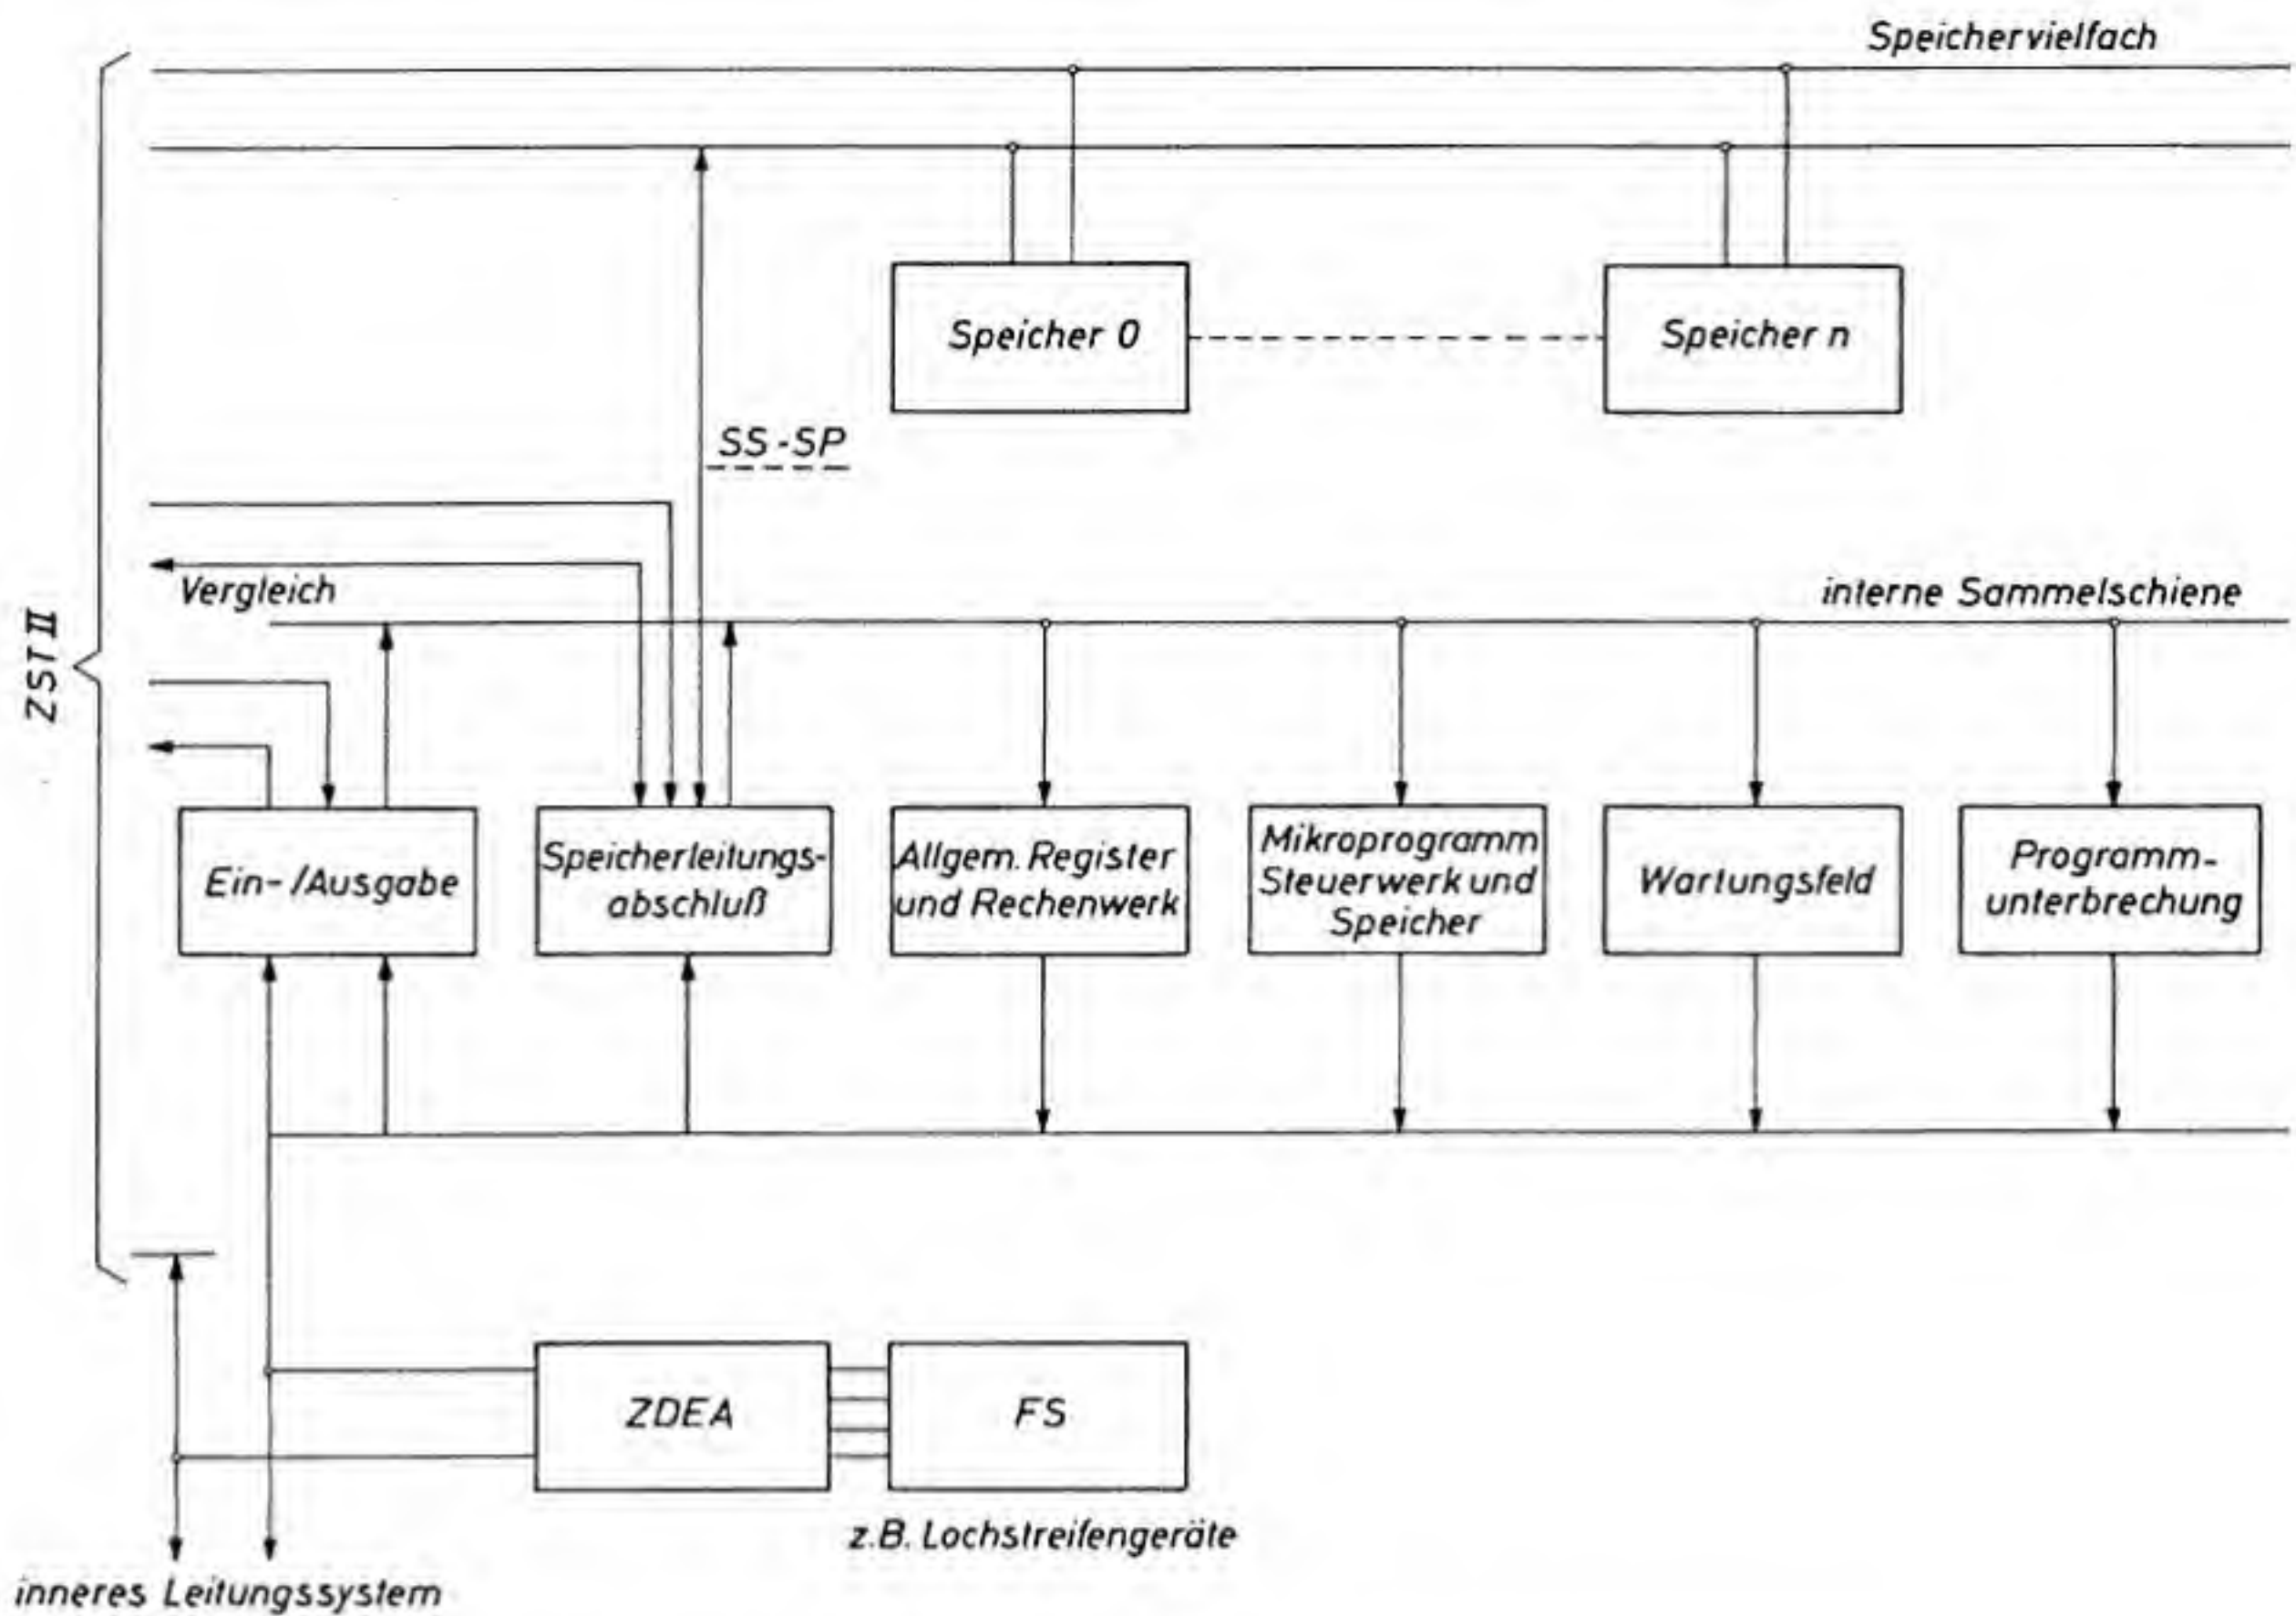 Speichervielfach
Speicher 0
Speicher n
SS-SP
Vergleich
interne Sammelschiene
ZST II
Ein-/Ausgabe
Speicherleitungs-
abschluß
Allgem. Register
und Rechenwerk
Mikroprogramm
Steuerwerk und
Speicher
Wartungsfeld
Programm-
unterbrechung
ZDEA
FS
z.B. Lochstreifengeräte
inneres Leitungssystem